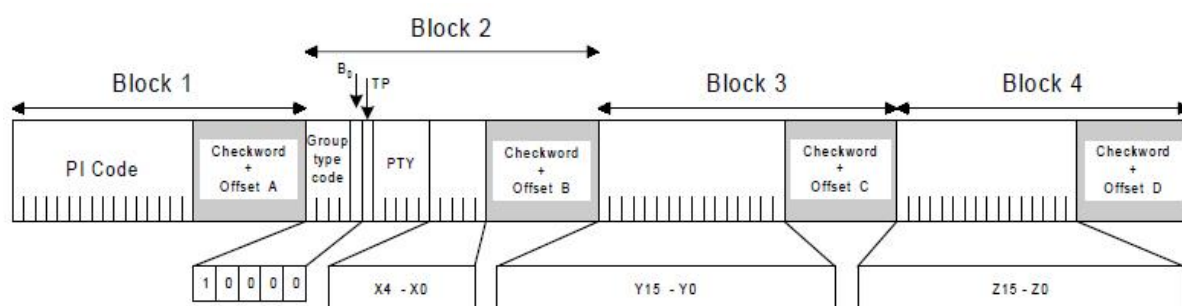 Block 2
B0
TP
Block 1
Block 3
Block 4
PI Code
Checkword
+
Offset A
Group
type
code
PTY
Checkword
+
Offset B
Checkword
+
Offset C
Checkword
+
Offset D
1 0 0 0 0
X4 - X0
Y15 - Y0
Z15 - Z0